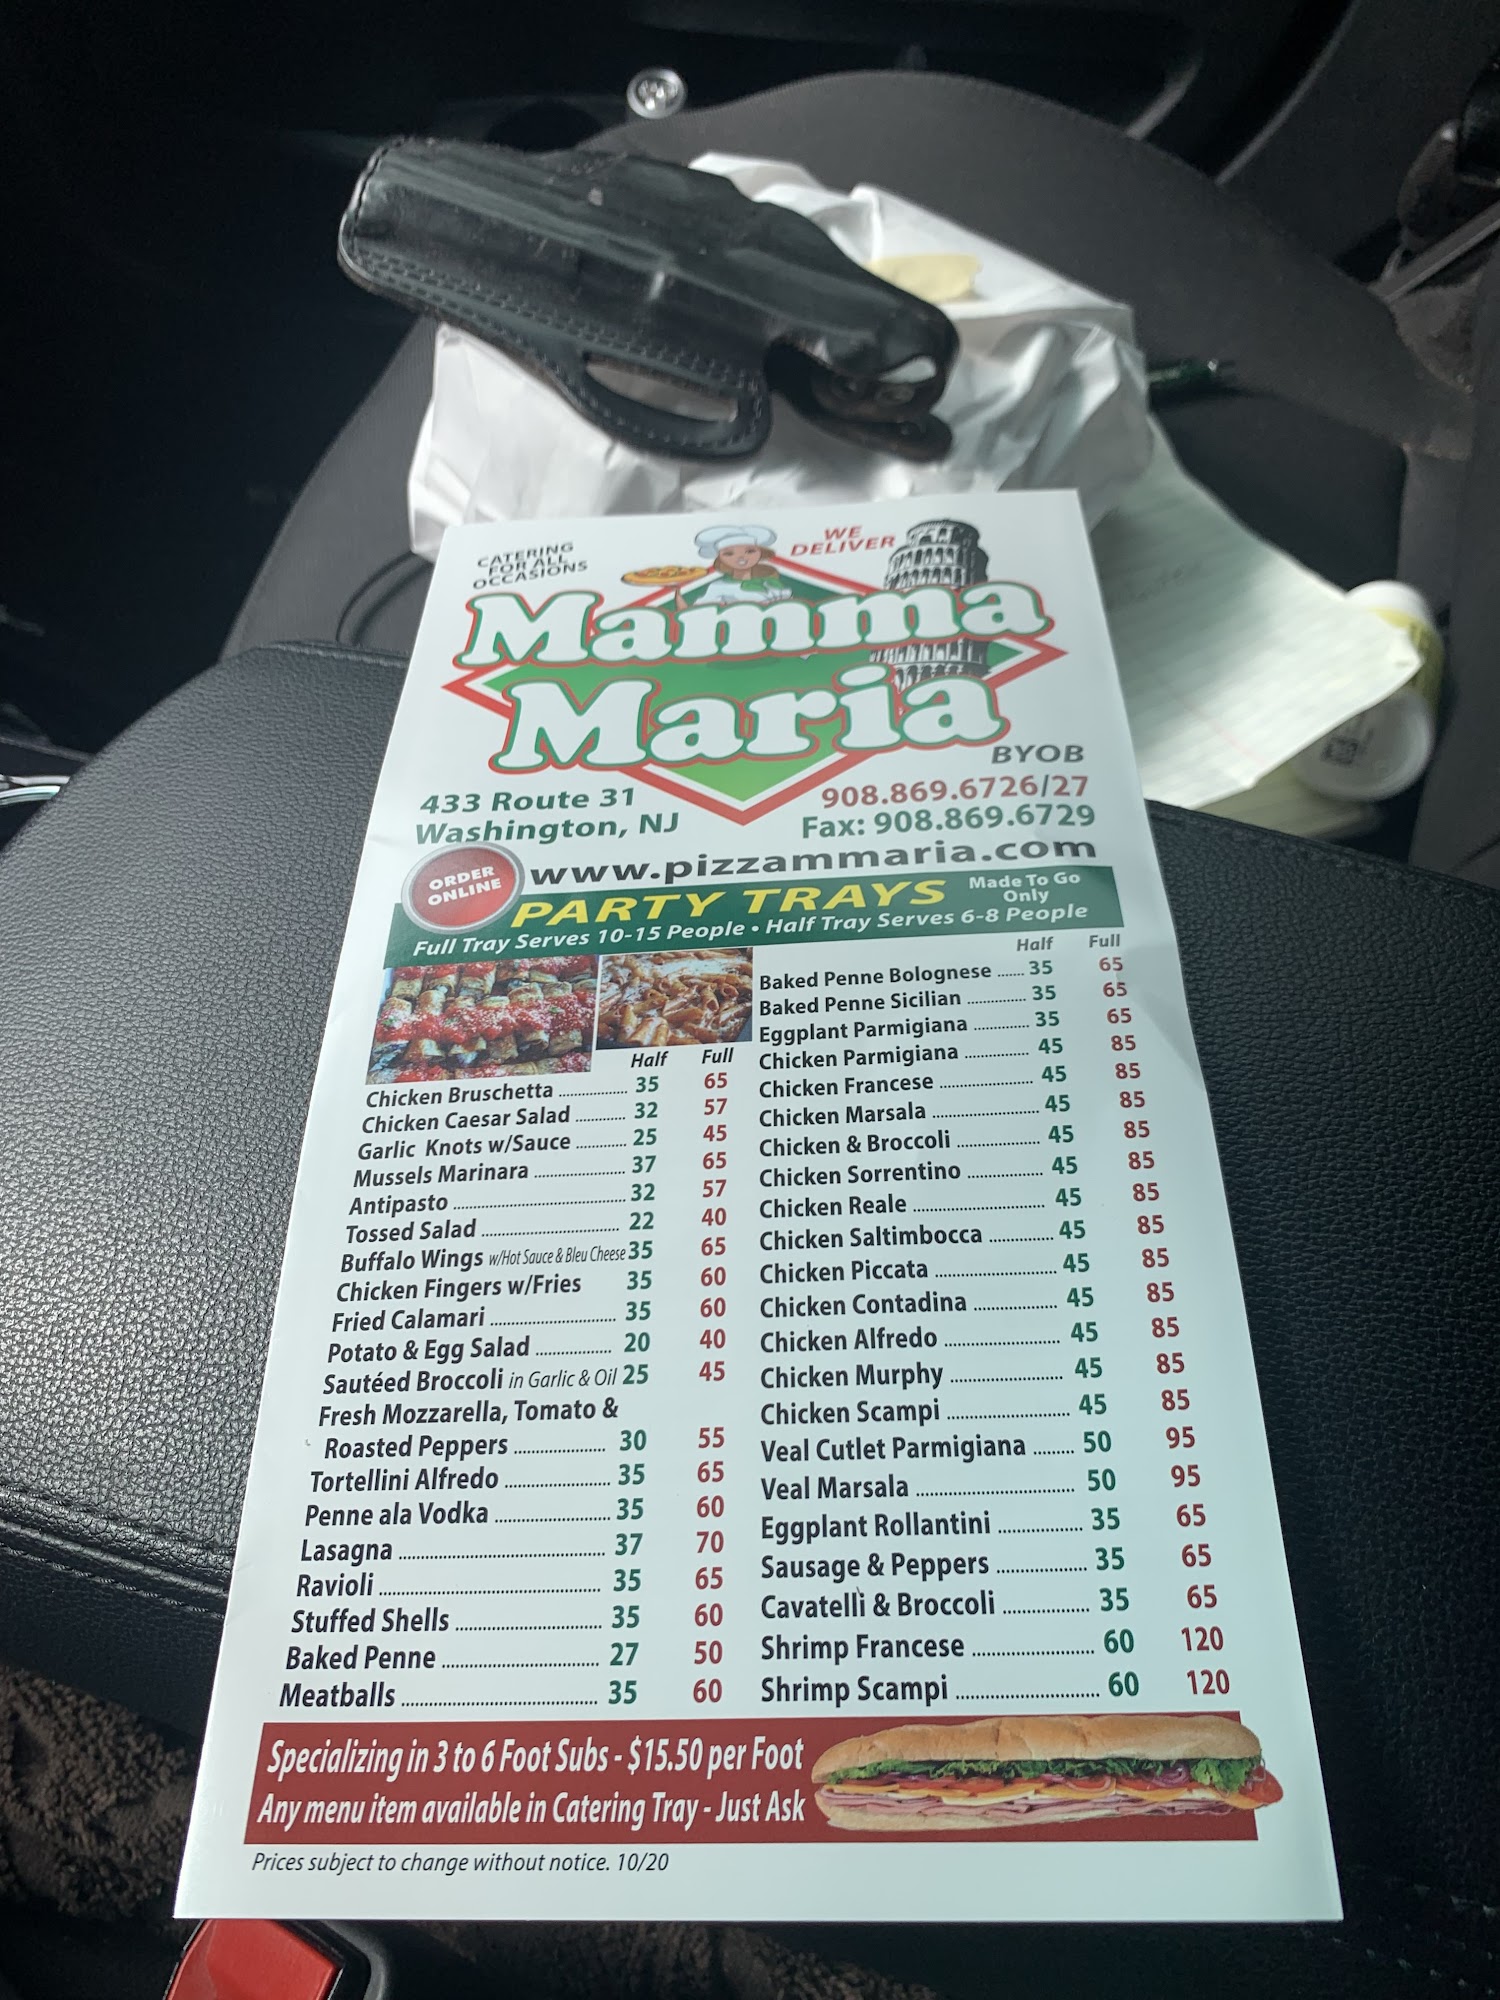 CATERING
FOR ALL
OCCASIONS
WE
DELIVER
Mamma
Maria
BYOB
433 Route 31
Washington, NJ
908.869.6726/27
Fax: 908.869.6729
ORDER
ONLINE
www.pizzammaria.com
PARTY TRAYS
Made To Go
Only
Full Tray Serves 10-15 People • Half Tray Serves 6-8 People
Half Full
Chicken Bruschetta 35 65
Chicken Caesar Salad 32 57
Garlic Knots w/Sauce 25 45
Mussels Marinara 37 65
Antipasto 32 57
Tossed Salad 22 40
Buffalo Wings w/Hot Sauce & Bleu Cheese 35 65
Chicken Fingers w/Fries 35 60
Fried Calamari 35 60
Potato & Egg Salad 20 40
Sautéed Broccoli in Garlic & Oil 25 45
Fresh Mozzarella, Tomato &
Roasted Peppers 30 55
Tortellini Alfredo 35 65
Penne ala Vodka 35 60
Lasagna 37 70
Ravioli 35 65
Stuffed Shells 35 60
Baked Penne 27 50
Meatballs 35 60
Half Full
Baked Penne Bolognese 35 65
Baked Penne Sicilian 35 65
Eggplant Parmigiana 35 65
Chicken Parmigiana 45 85
Chicken Francese 45 85
Chicken Marsala 45 85
Chicken & Broccoli 45 85
Chicken Sorrentino 45 85
Chicken Reale 45 85
Chicken Saltimbocca 45 85
Chicken Piccata 45 85
Chicken Contadina 45 85
Chicken Alfredo 45 85
Chicken Murphy 45 85
Chicken Scampi 45 85
Veal Cutlet Parmigiana 50 95
Veal Marsala 50 95
Eggplant Rollantini 35 65
Sausage & Peppers 35 65
Cavatelli & Broccoli 35 65
Shrimp Francese 60 120
Shrimp Scampi 60 120
Specializing in 3 to 6 Foot Subs - $15.50 per Foot
Any menu item available in Catering Tray - Just Ask
Prices subject to change without notice. 10/20